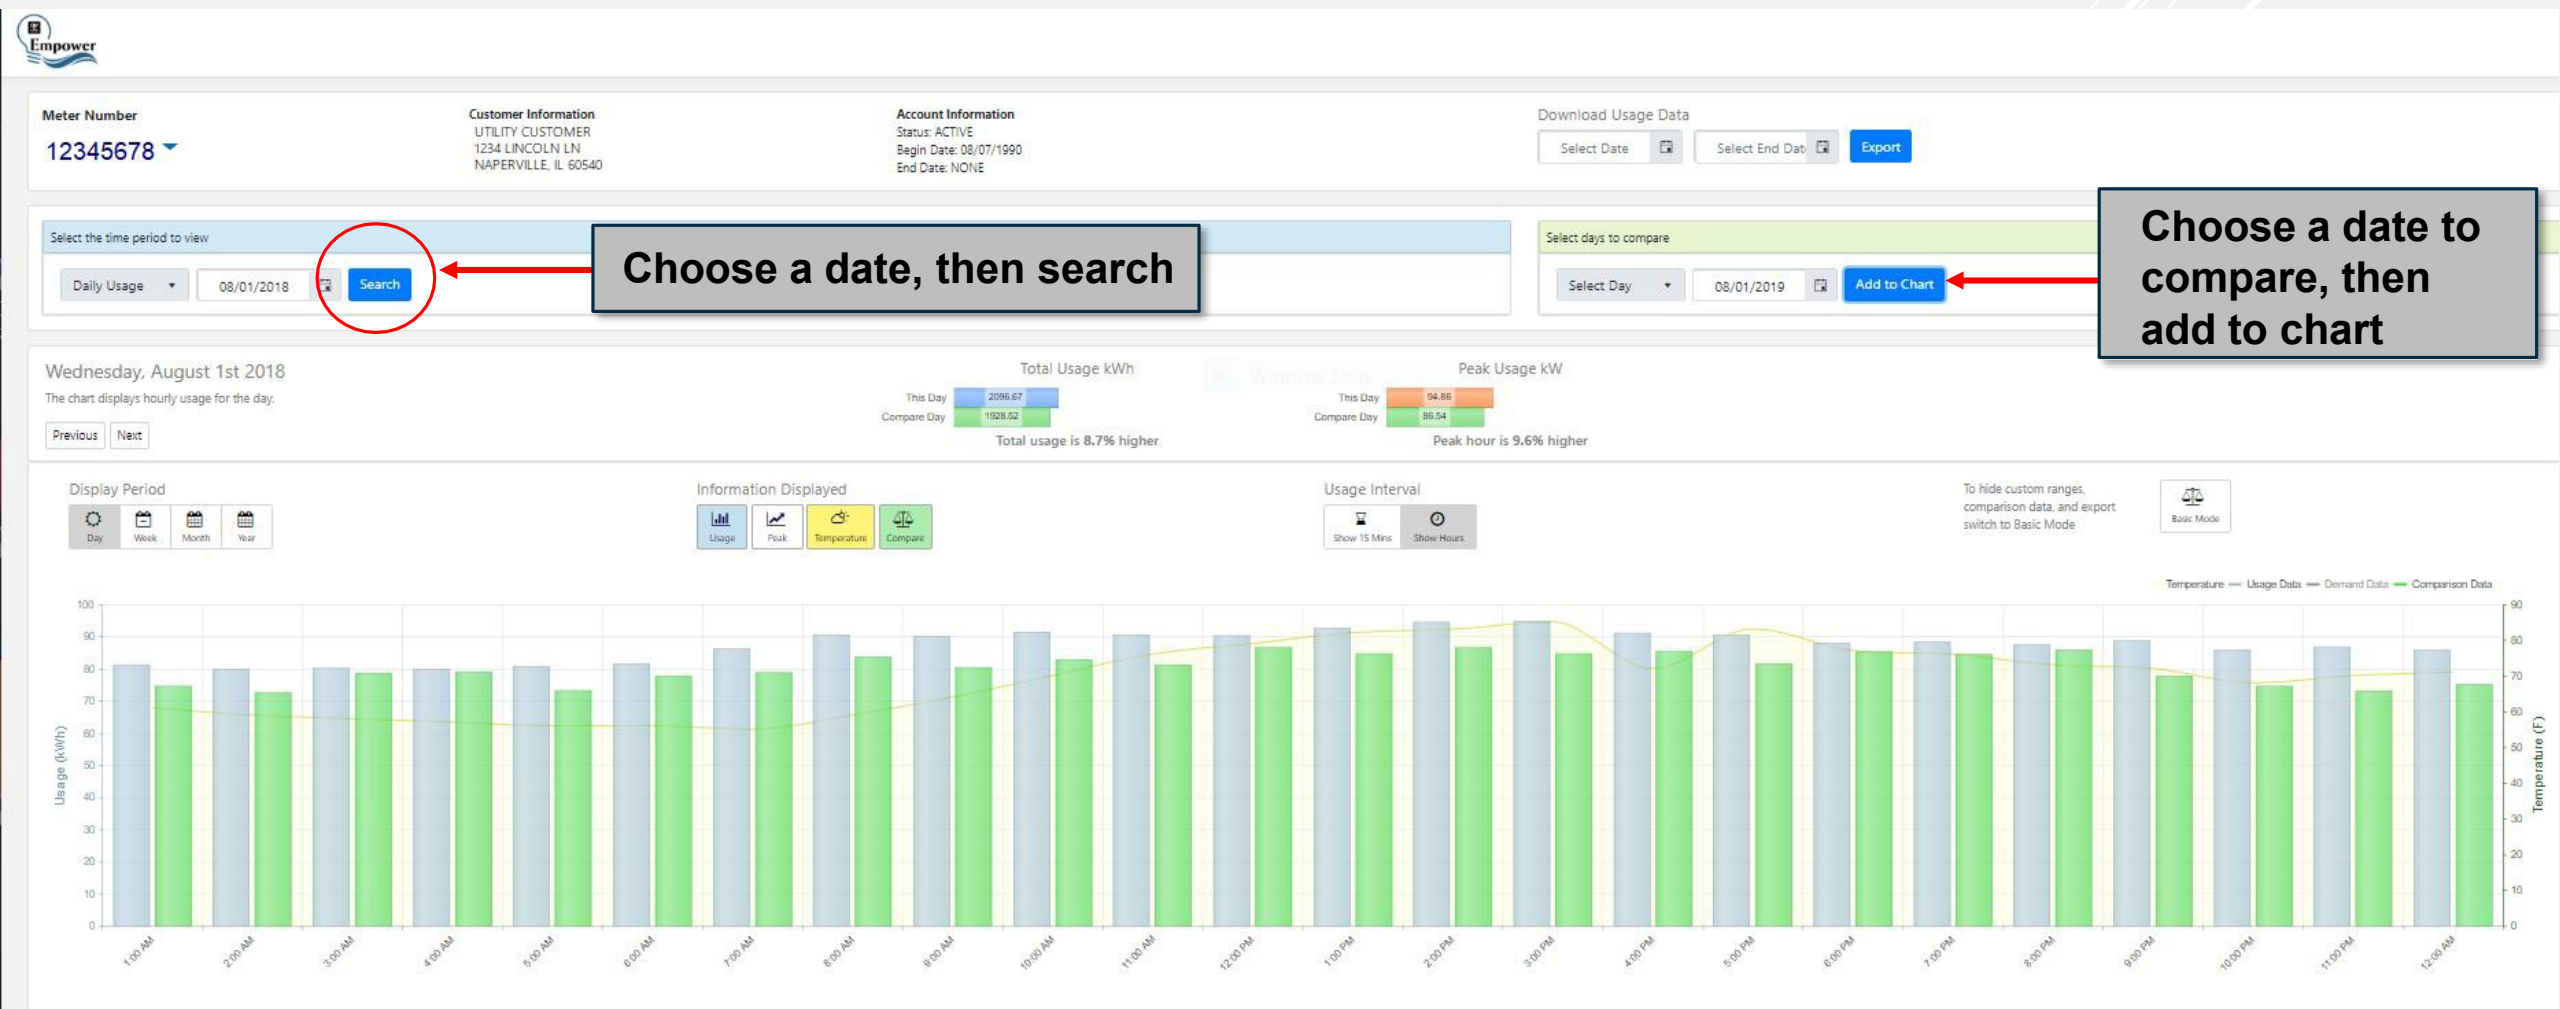 Empower
Meter Number
12345678
Customer Information
UTILITY CUSTOMER
1234 LINCOLN LN
NAPERVILLE, IL 60540
Account Information
Status: ACTIVE
Begin Date: 08/07/1990
End Date: NONE
Download Usage Data
Select Date
Select End Dat
Export
Select the time period to view
Daily Usage
08/01/2018
Search
Choose a date, then search
Select days to compare
Select Day
08/01/2019
Add to Chart
Choose a date to
compare, then
add to chart
Wednesday, August 1st 2018
The chart displays hourly usage for the day.
Previous
Next
Total Usage kWh
This Day 2096.67
Compare Day 1928.52
Total usage is 8.7% higher
Peak Usage kW
This Day 94.86
Compare Day 86.54
Peak hour is 9.6% higher
Display Period
Day
Week
Month
Year
Information Displayed
Usage
Peak
Temperature
Compare
Usage Interval
Show 15 Mins
Show Hours
To hide custom ranges,
comparison data, and export
switch to Basic Mode
Basic Mode
Temperature
Usage Data
Demand Data
Comparison Data
Usage (kWh)
100
90
80
70
60
50
40
30
20
10
0
Temperature (F)
90
80
70
60
50
40
30
20
10
0
1:00 AM
2:00 AM
3:00 AM
4:00 AM
5:00 AM
6:00 AM
7:00 AM
8:00 AM
9:00 AM
10:00 AM
11:00 AM
12:00 PM
1:00 PM
2:00 PM
3:00 PM
4:00 PM
5:00 PM
6:00 PM
7:00 PM
8:00 PM
9:00 PM
10:00 PM
11:00 PM
12:00 AM